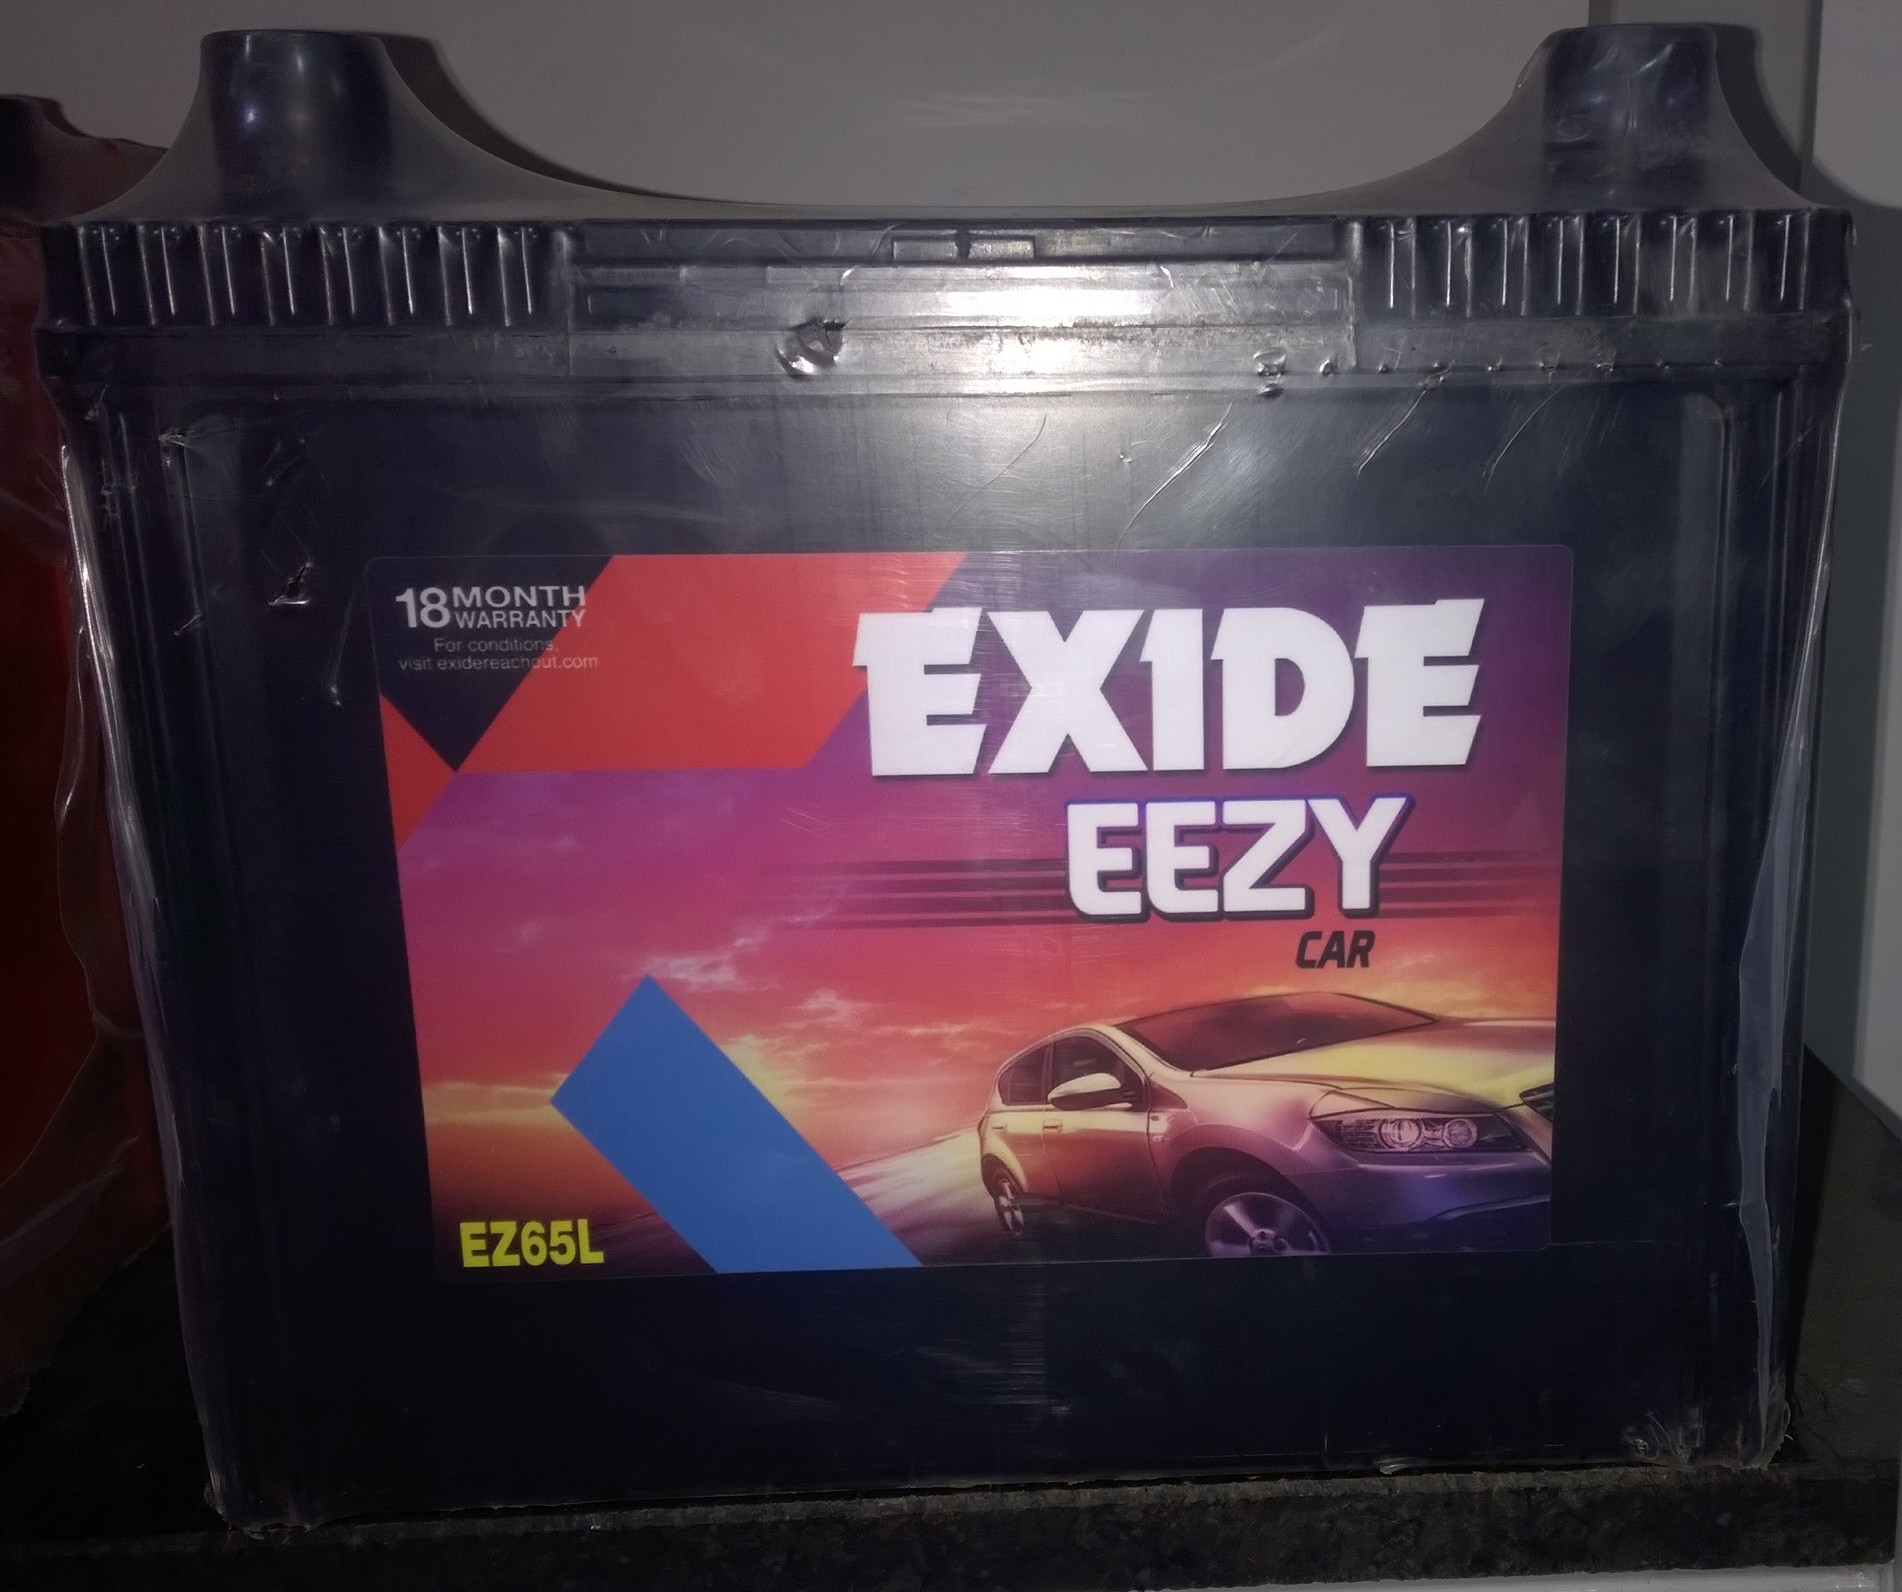 18 MONTH
WARRANTY
For conditions,
visit exidereachout.com
EXIDE
EEZY
CAR
EZ65L